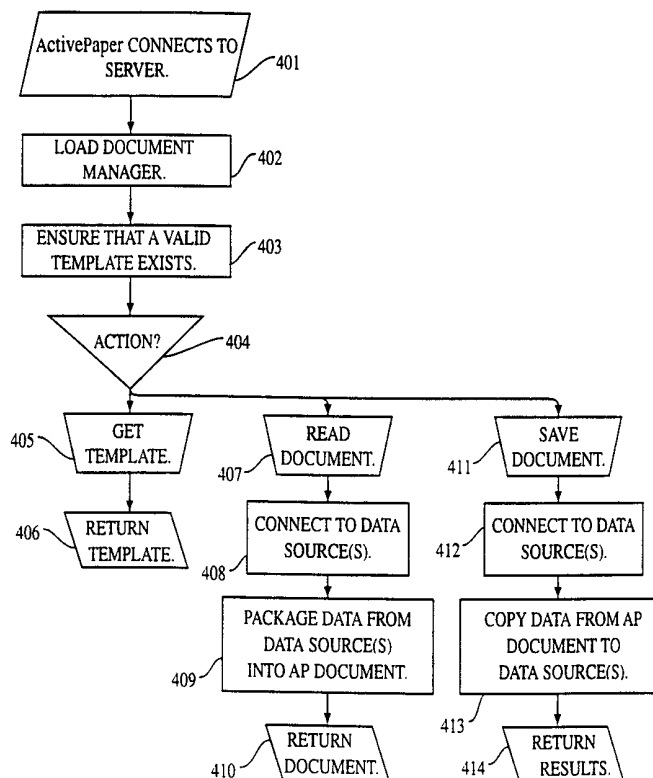 ActivePaper CONNECTS TO
SERVER.
401
LOAD DOCUMENT
MANAGER.
402
ENSURE THAT A VALID
TEMPLATE EXISTS.
403
ACTION?
404
GET
TEMPLATE.
405
RETURN
TEMPLATE.
406
READ
DOCUMENT.
407
CONNECT TO DATA
SOURCE(S).
408
PACKAGE DATA FROM
DATA SOURCE(S)
INTO AP DOCUMENT.
409
RETURN
DOCUMENT.
410
SAVE
DOCUMENT.
411
CONNECT TO DATA
SOURCE(S).
412
COPY DATA FROM AP
DOCUMENT TO
DATA SOURCE(S).
413
RETURN
RESULTS.
414